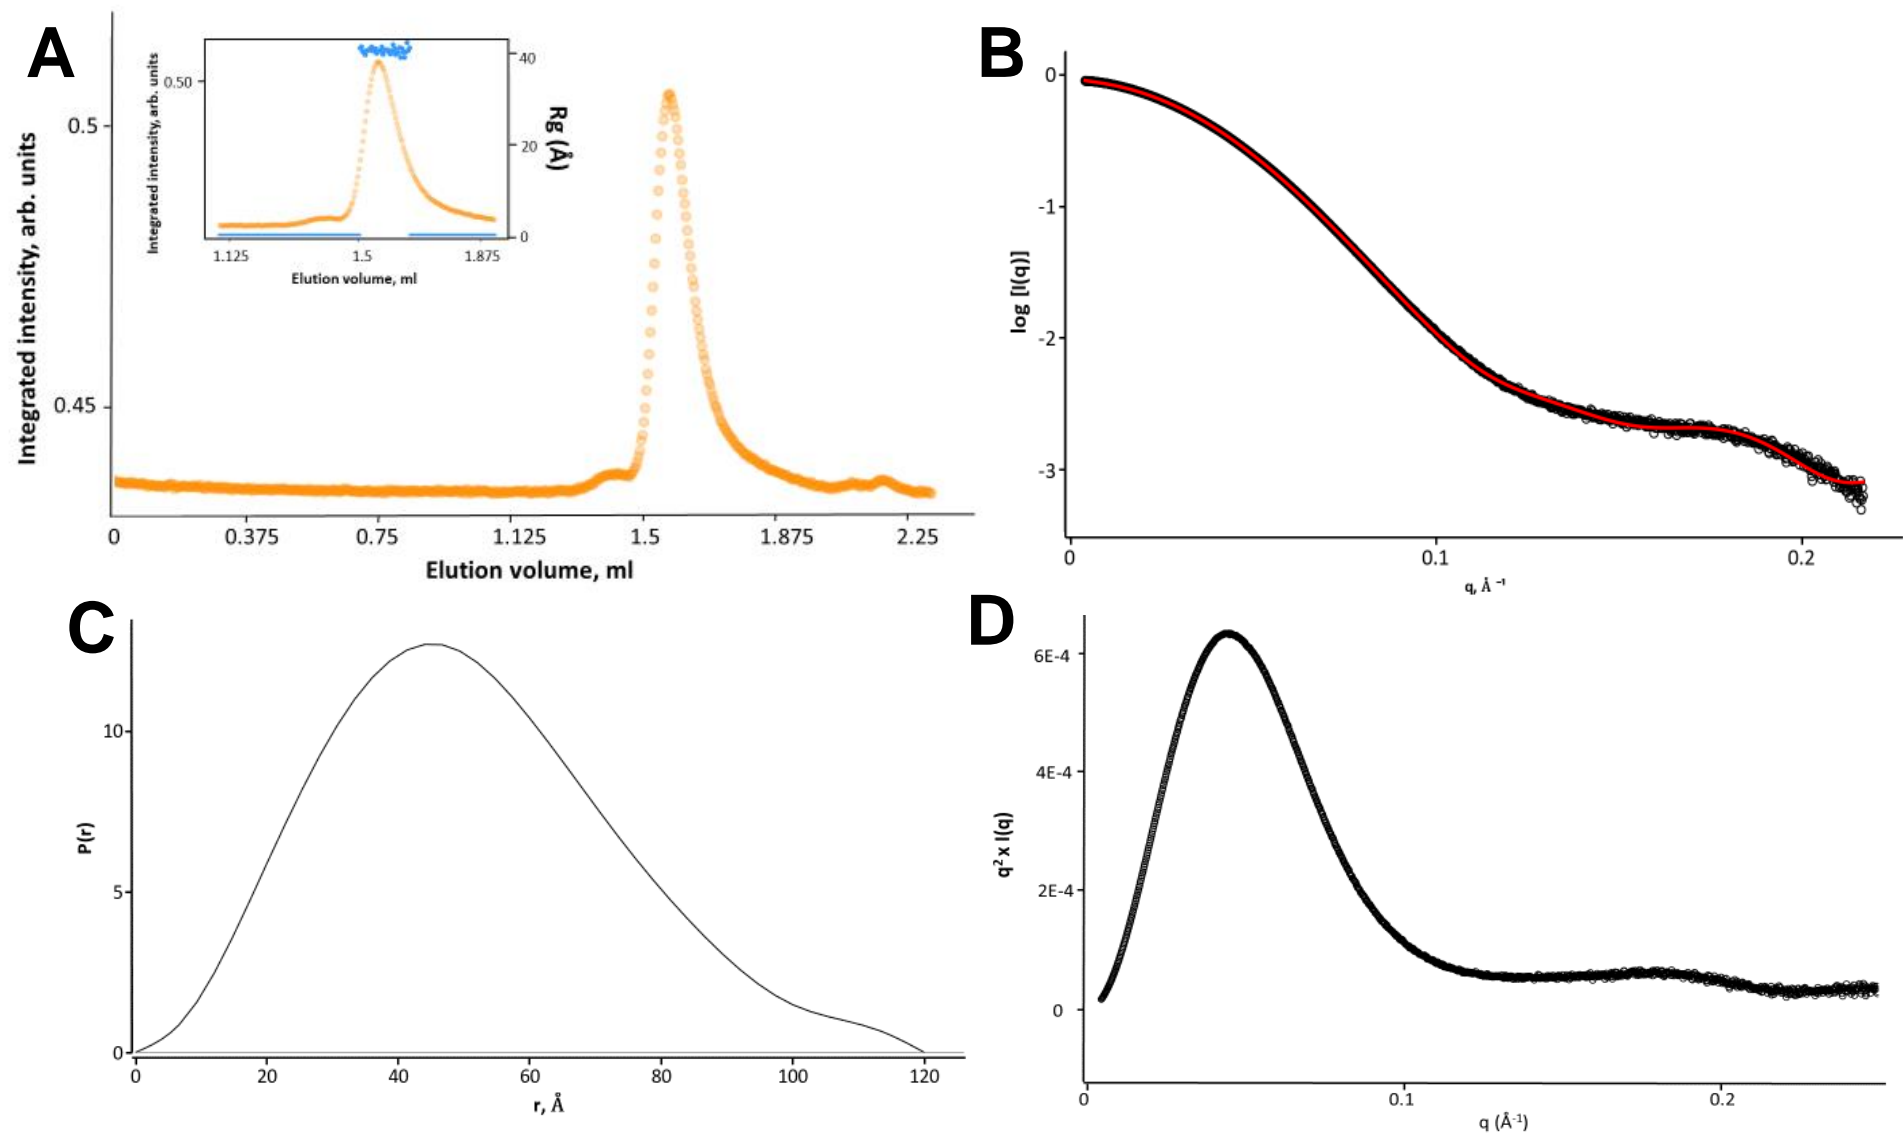 A
Integrated intensity, arb. units
0.5
0.45
0
0.375
0.75
1.125
1.5
1.875
2.25
Elution volume, ml
Integrated intensity, arb. units
0.50
40
20
0
Rg (Å)
1.125
1.5
1.875
Elution volume, ml
B
log [I(q)]
0
-1
-2
-3
0
0.1
0.2
q, Å ⁻¹
C
P(r)
10
5
0
0
20
40
60
80
100
120
r, Å
D
q² x I(q)
6E-4
4E-4
2E-4
0
0
0.1
0.2
q (Å⁻¹)